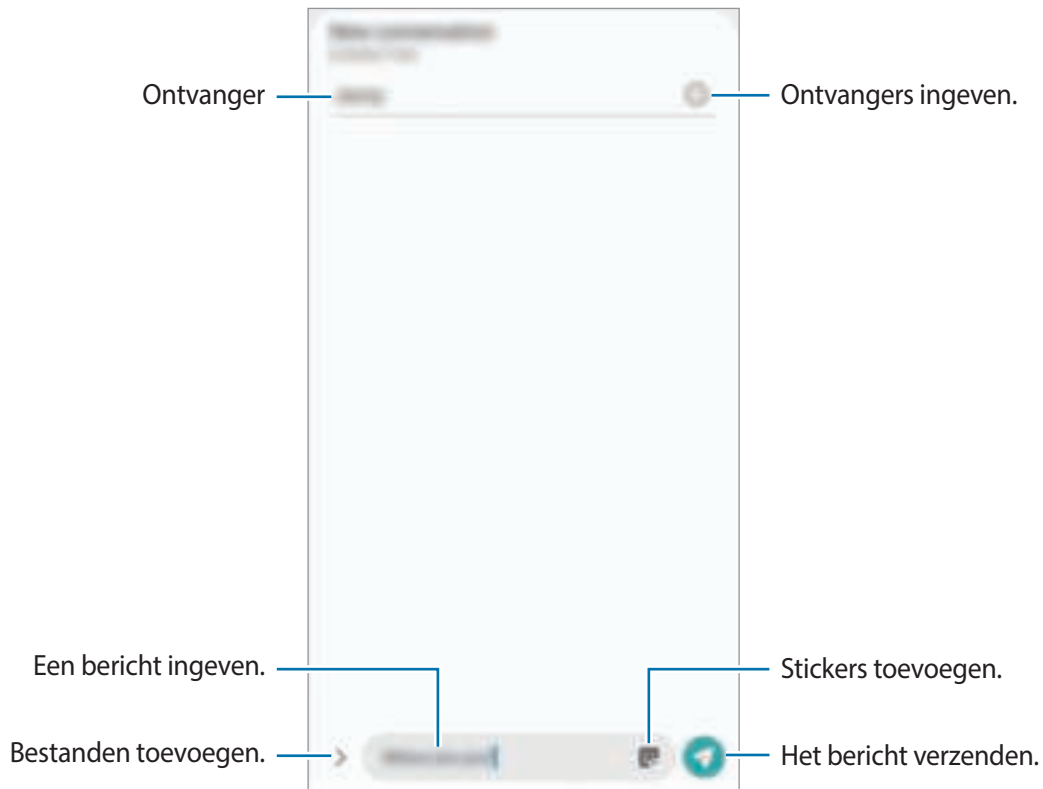 Ontvanger
Ontvangers ingeven.
Een bericht ingeven.
Stickers toevoegen.
Bestanden toevoegen.
Het bericht verzenden.